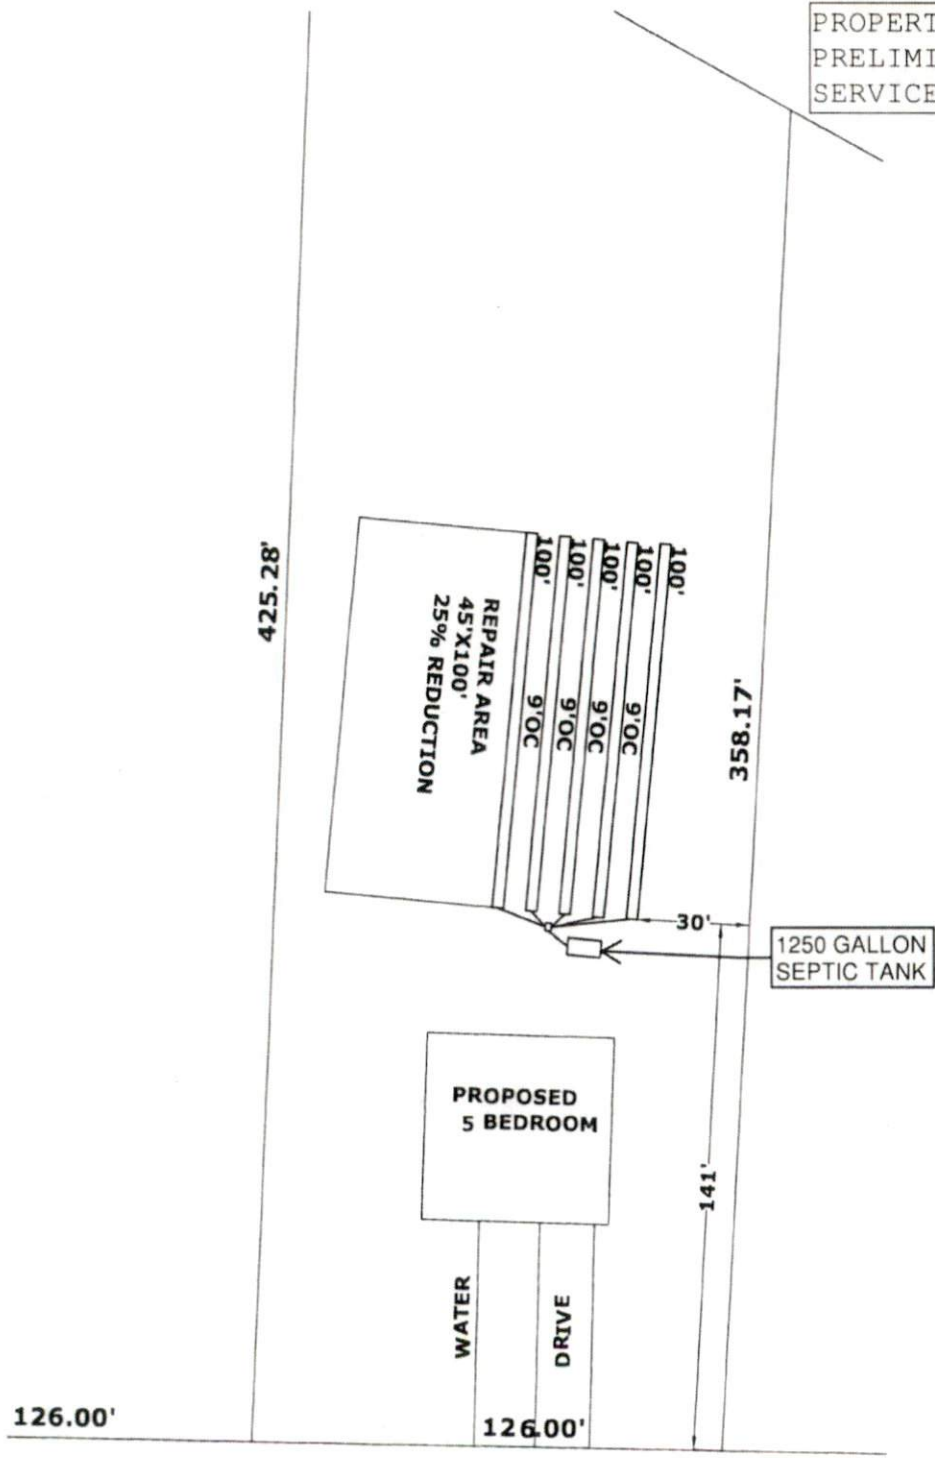 PROPERT
PRELIMI
SERVICE
425.28'
358.17'
100'
100'
100'
100'
100'
9'OC
9'OC
9'OC
9'OC
REPAIR AREA
45'X100'
25% REDUCTION
30'
1250 GALLON
SEPTIC TANK
PROPOSED
5 BEDROOM
141'
WATER
DRIVE
126.00'
126.00'